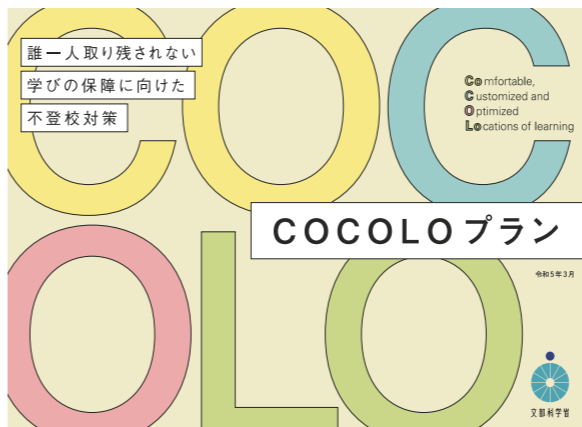 COC
誰一人取り残されない
学びの保障に向けた
不登校対策
Comfortable,
Customized and
Optimized
Locations of learning
COCOLOプラン
令和5年3月
OLO
文部科学省